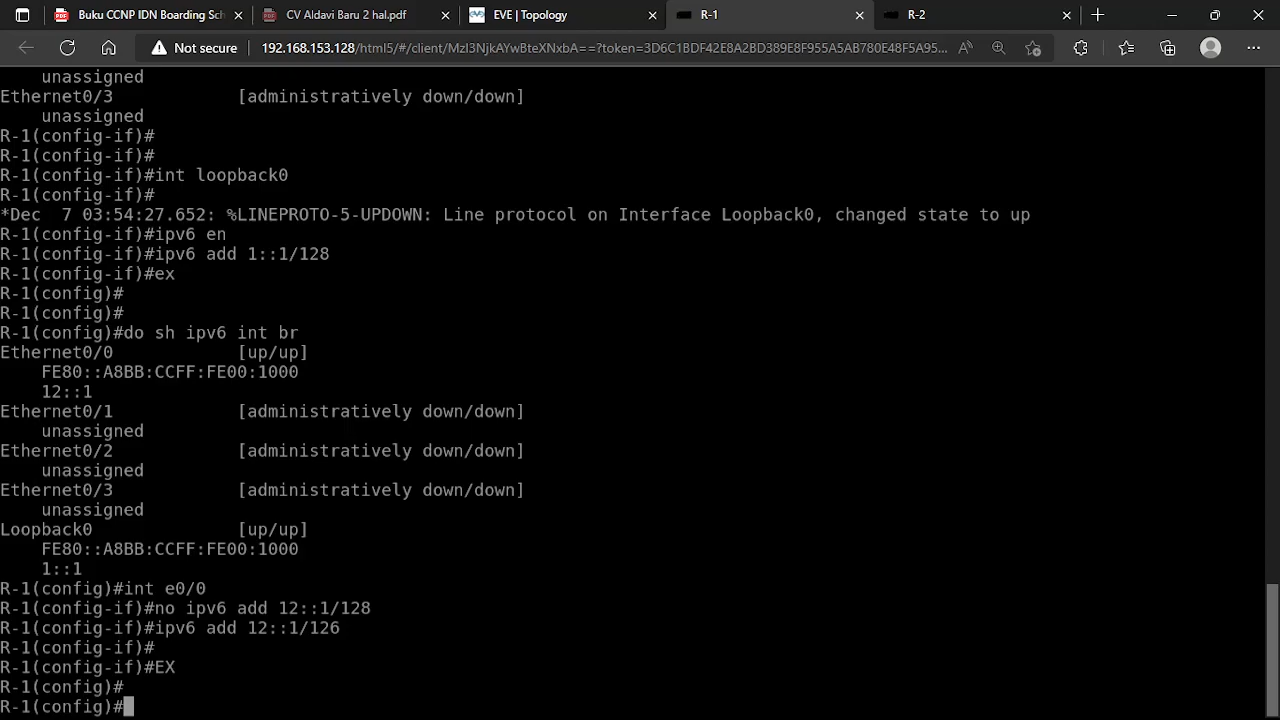 Buku CCNP IDN Boarding Sch
CV Aldavi Baru 2 hal.pdf
EVE | Topology
R-1
R-2
Not secure
192.168.153.128/html5/#/client/MzI3NjkAYwBteXNxbA==?token=3D6C1BDF42E8A2BD389E8F955A5AB780E48F5A95...
unassigned
Ethernet0/3 [administratively down/down]
unassigned
R-1(config-if)#
R-1(config-if)#
R-1(config-if)#int loopback0
R-1(config-if)#
*Dec 7 03:54:27.652: %LINEPROTO-5-UPDOWN: Line protocol on Interface Loopback0, changed state to up
R-1(config-if)#ipv6 en
R-1(config-if)#ipv6 add 1::1/128
R-1(config-if)#ex
R-1(config)#
R-1(config)#
R-1(config)#do sh ipv6 int br
Ethernet0/0 [up/up]
FE80::A8BB:CCFF:FE00:1000
12::1
Ethernet0/1 [administratively down/down]
unassigned
Ethernet0/2 [administratively down/down]
unassigned
Ethernet0/3 [administratively down/down]
unassigned
Loopback0 [up/up]
FE80::A8BB:CCFF:FE00:1000
1::1
R-1(config)#int e0/0
R-1(config-if)#no ipv6 add 12::1/128
R-1(config-if)#ipv6 add 12::1/126
R-1(config-if)#
R-1(config-if)#EX
R-1(config)#
R-1(config)#